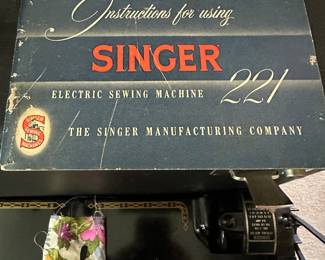 Instructions for using
SINGER
ELECTRIC SEWING MACHINE 221
THE SINGER MANUFACTURING COMPANY